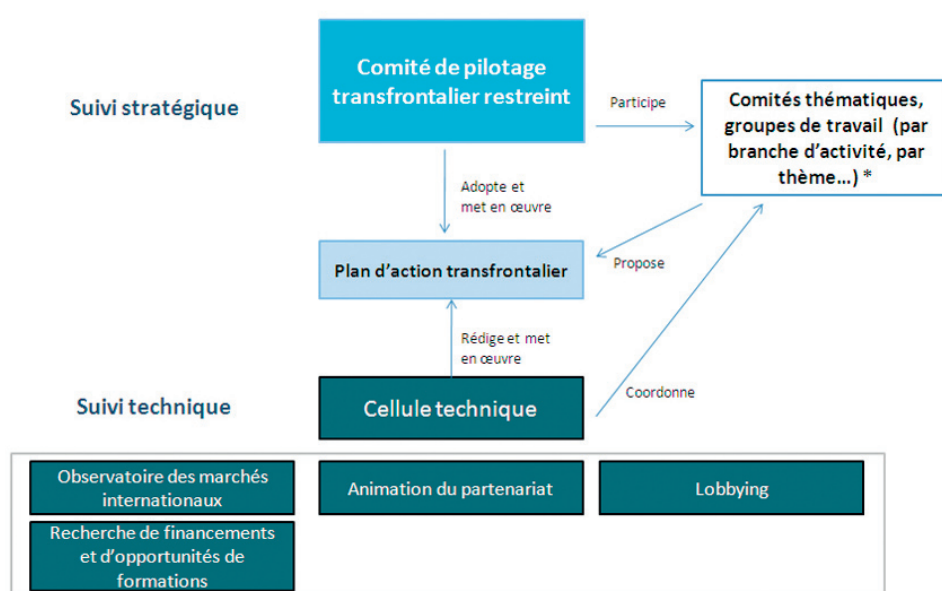 Comité de pilotage
transfrontalier restreint
Suivi stratégique
Participe
Comités thématiques,
groupes de travail (par
branche d’activité, par
thème…) *
Adopte et
met en œuvre
Plan d’action transfrontalier
Propose
Rédige et met
en œuvre
Suivi technique
Cellule technique
Coordonne
Observatoire des marchés
internationaux
Animation du partenariat
Lobbying
Recherche de financements
et d’opportunités de
formations